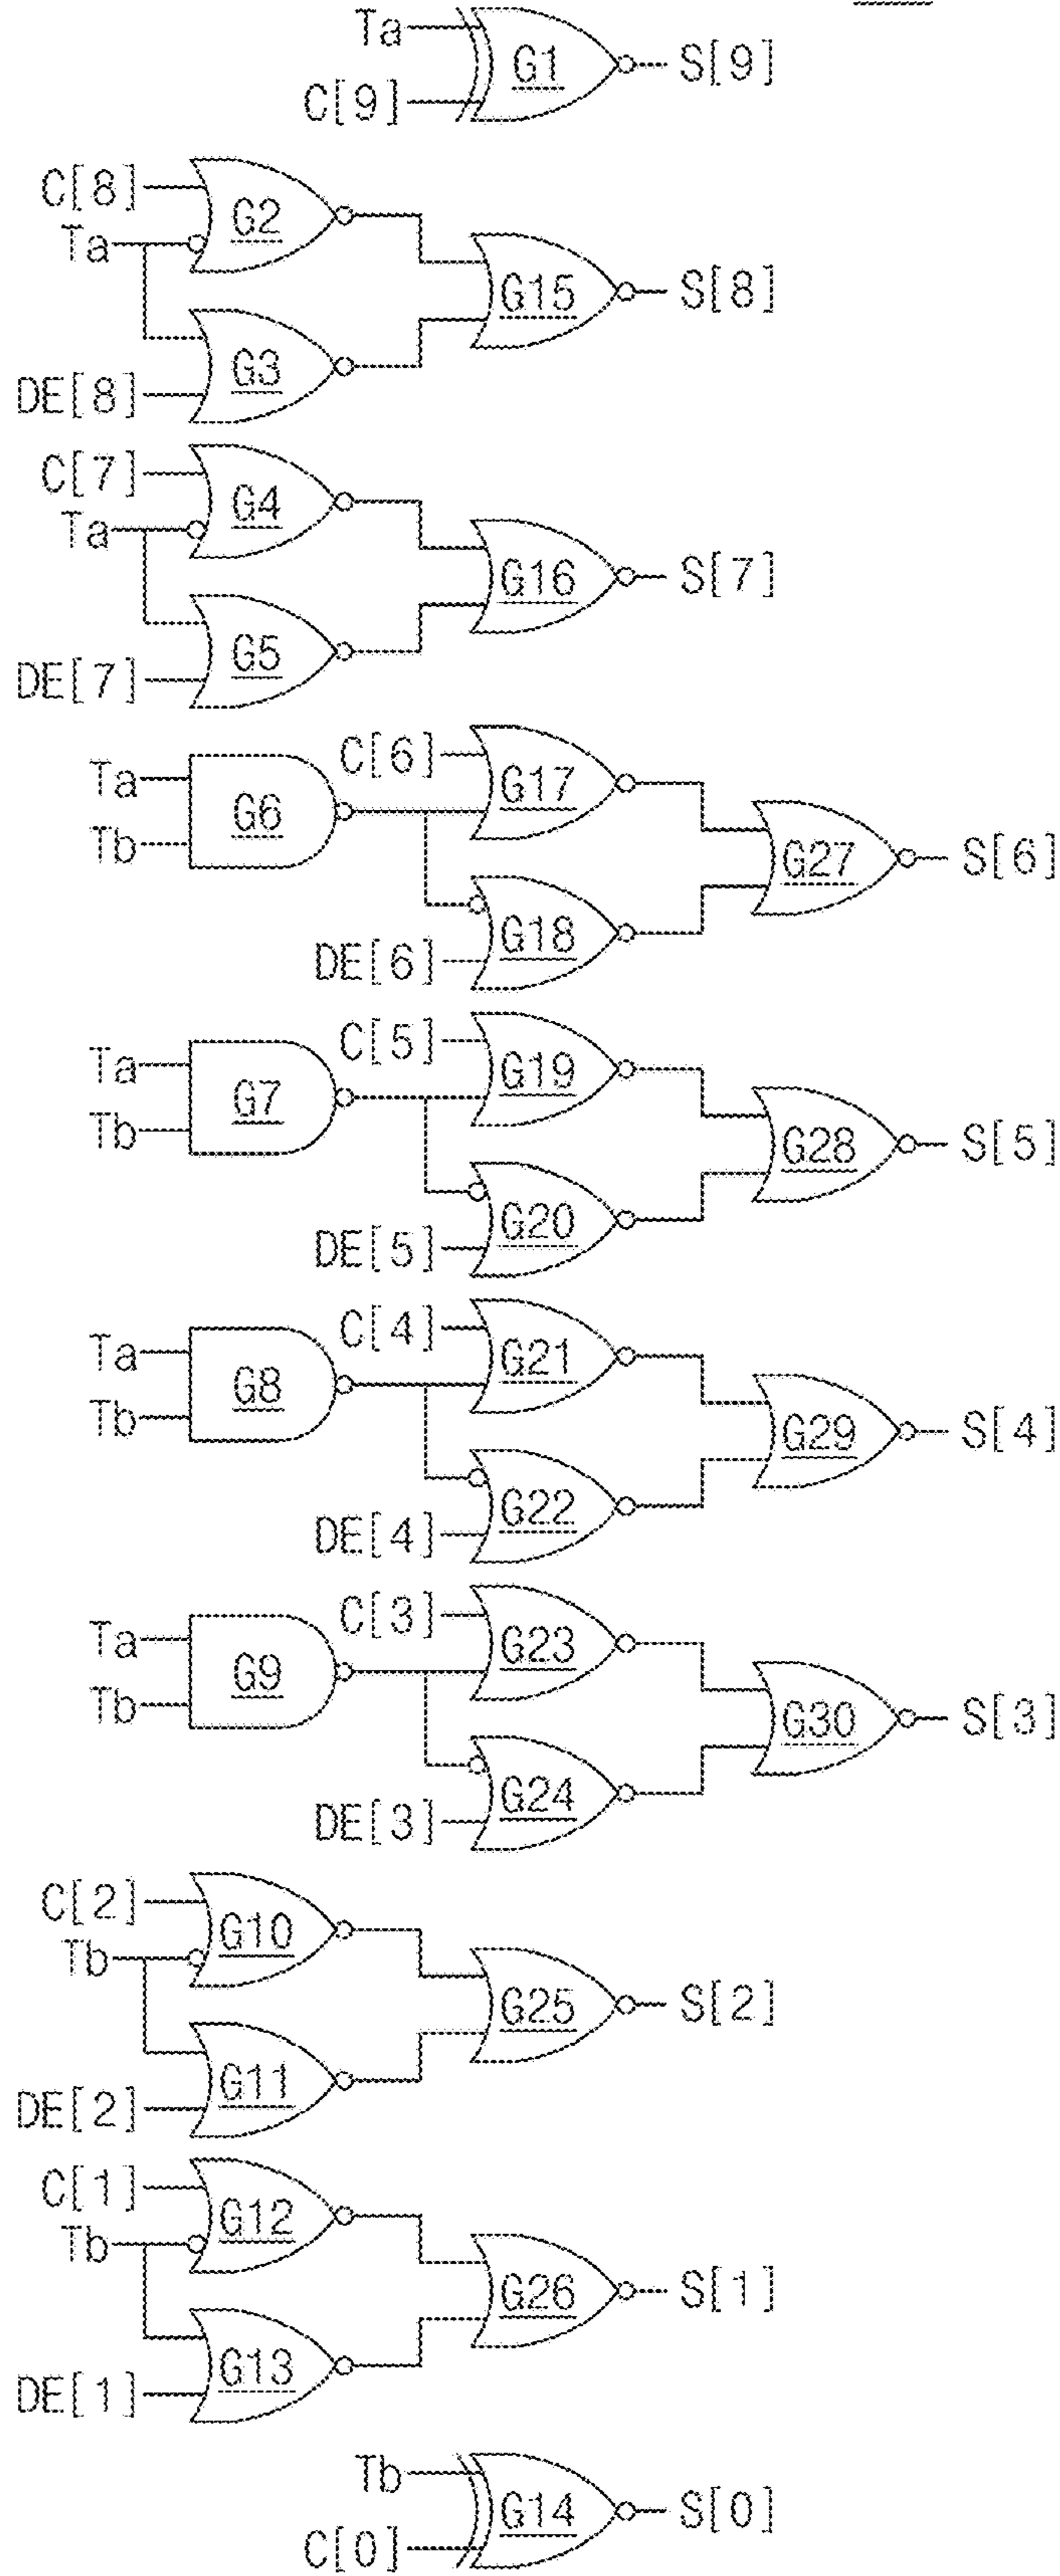 Ta
G1
S[9]
C[9]
C[8]
G2
Ta
G15
S[8]
G3
DE[8]
C[7]
G4
Ta
G16
S[7]
G5
DE[7]
C[6]
Ta
G17
G6
Tb
G27
S[6]
G18
DE[6]
C[5]
Ta
G19
G7
Tb
G28
S[5]
G20
DE[5]
C[4]
Ta
G21
G8
Tb
G29
S[4]
G22
DE[4]
C[3]
Ta
G23
G9
Tb
G30
S[3]
G24
DE[3]
C[2]
G10
Tb
G25
S[2]
G11
DE[2]
C[1]
G12
Tb
G26
S[1]
G13
DE[1]
Tb
G14
S[0]
C[0]